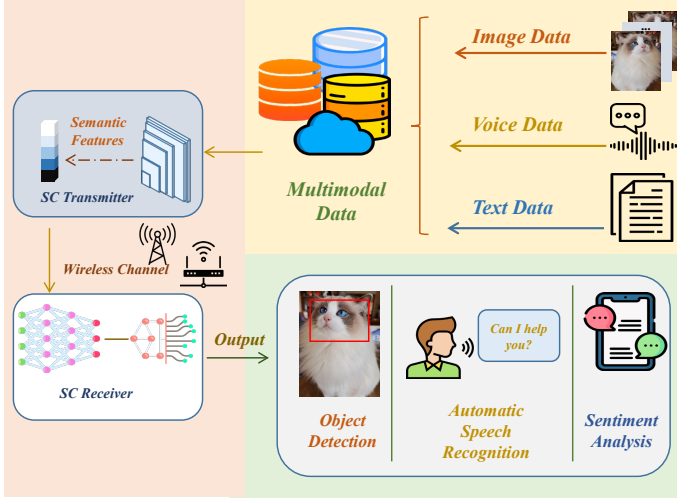 Image Data
Voice Data
Text Data
Multimodal
Data
Semantic
Features
SC Transmitter
Wireless Channel
SC Receiver
Output
Can I help
you?
Object
Detection
Automatic
Speech
Recognition
Sentiment
Analysis